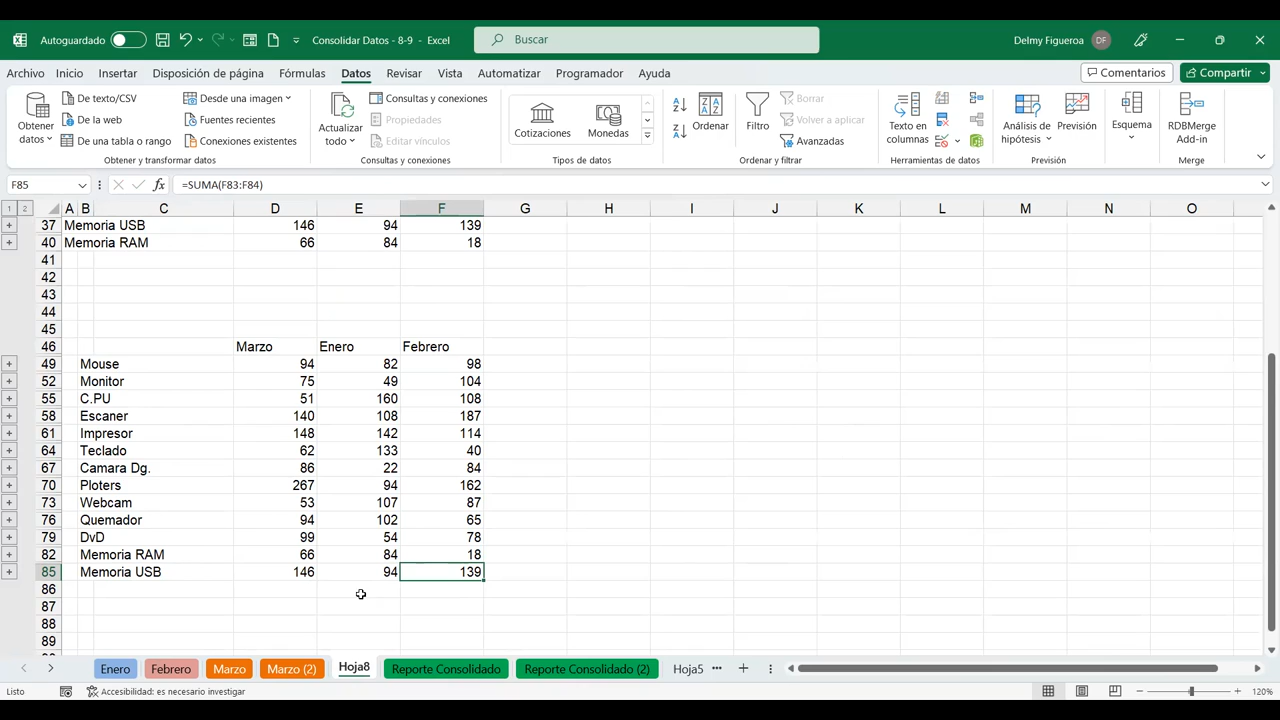 Autoguardado
Consolidar Datos - 8-9 - Excel
Buscar
Delmy Figueroa
DF
Archivo Inicio Insertar Disposición de página Fórmulas Datos Revisar Vista Automatizar Programador Ayuda
Comentarios
Compartir
Obtener datos
De texto/CSV
De la web
De una tabla o rango
Desde una imagen
Fuentes recientes
Conexiones existentes
Obtener y transformar datos
Actualizar todo
Consultas y conexiones
Propiedades
Editar vínculos
Consultas y conexiones
Cotizaciones
Monedas
Tipos de datos
Ordenar
Filtro
Borrar
Volver a aplicar
Avanzadas
Ordenar y filtrar
Texto en columnas
Herramientas de datos
Análisis de hipótesis
Previsión
Previsión
Esquema
RDBMerge Add-in
Merge
F85
fx
=SUMA(F83:F84)
1 2 A B C D E F G H I J K L M N O
37 Memoria USB 146 94 139
40 Memoria RAM 66 84 18
41
42
43
44
45
46 Marzo Enero Febrero
49 Mouse 94 82 98
52 Monitor 75 49 104
55 C.PU 51 160 108
58 Escaner 140 108 187
61 Impresor 148 142 114
64 Teclado 62 133 40
67 Camara Dg. 86 22 84
70 Ploters 267 94 162
73 Webcam 53 107 87
76 Quemador 94 102 65
79 DvD 99 54 78
82 Memoria RAM 66 84 18
85 Memoria USB 146 94 139
86
87
88
89
Enero Febrero Marzo Marzo (2) Hoja8 Reporte Consolidado Reporte Consolidado (2) Hoja5
Listo
Accesibilidad: es necesario investigar
120%